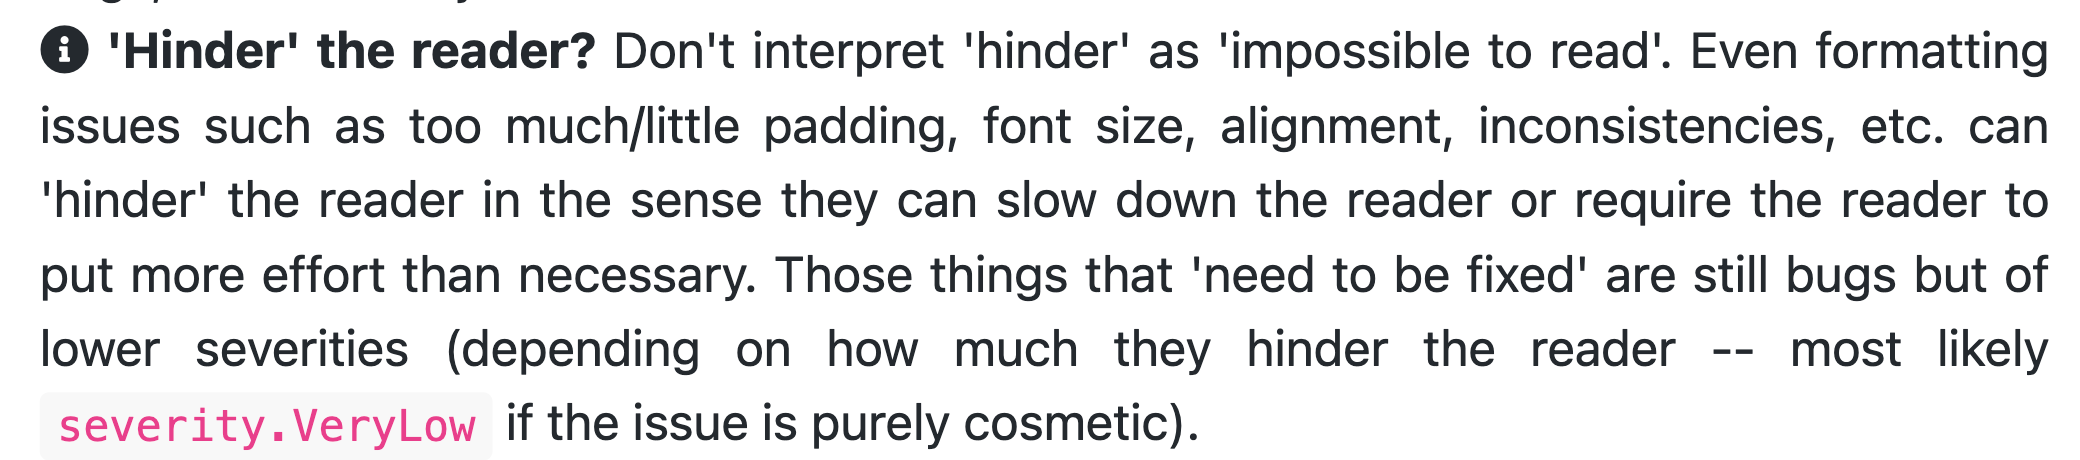 'Hinder' the reader? Don't interpret 'hinder' as 'impossible to read'. Even formatting
issues such as too much/little padding, font size, alignment, inconsistencies, etc. can
'hinder' the reader in the sense they can slow down the reader or require the reader to
put more effort than necessary. Those things that 'need to be fixed' are still bugs but of
lower severities (depending on how much they hinder the reader -- most likely
severity.VeryLow if the issue is purely cosmetic).